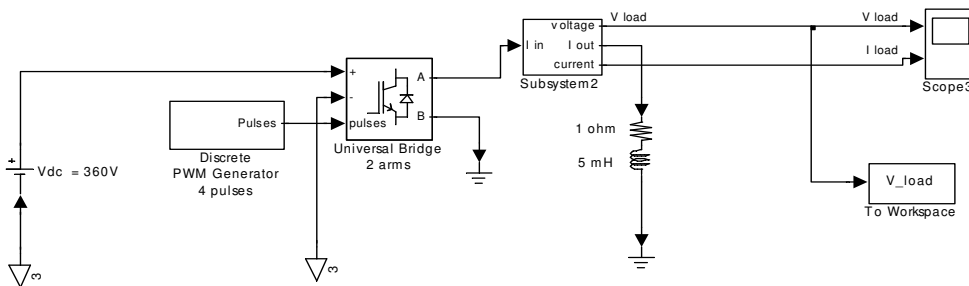 V load
V load
voltage
I in
I out
current
I load
Subsystem2
Scope3
+
-
pulses
A
B
Universal Bridge
2 arms
Pulses
Discrete
PWM Generator
4 pulses
+
Vdc = 360V
1 ohm
5 mH
V_load
To Workspace
3
3